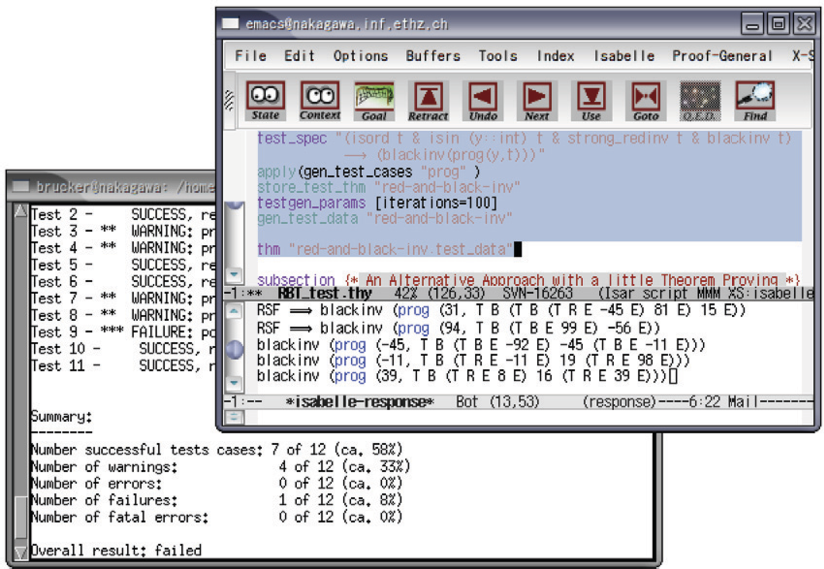 emacs@nakagawa.inf.ethz.ch
File Edit Options Buffers Tools Index Isabelle Proof-General X-S
State Context Goal Retract Undo Next Use Goto Q.E.D. Find
test_spec "(isord t & isin (y::int) t & strong_redinv t & blackinv t)
⟶ (blackinv(prog(y,t)))"
apply(gen_test_cases "prog" )
store_test_thm "red-and-black-inv"
testgen_params [iterations=100]
gen_test_data "red-and-black-inv"
thm "red-and-black-inv.test_data"
subsection {* An Alternative Approach with a little Theorem Proving *}
-1:** RBT_test.thy 42% (126,33) SVN-16263 (Isar script MMM XS:isabelle
RSF ⟹ blackinv (prog (31, T B (T B (T R E -45 E) 81 E) 15 E))
RSF ⟹ blackinv (prog (94, T B (T B E 99 E) -56 E))
blackinv (prog (-45, T B (T B E -92 E) -45 (T B E -11 E)))
blackinv (prog (-11, T B (T R E -11 E) 19 (T R E 98 E)))
blackinv (prog (39, T B (T R E 8 E) 16 (T R E 39 E)))
-1:-- *isabelle-response* Bot (13,53) (response)----6:22 Mail-------
brucker@nakagawa: /home
Test 2 - SUCCESS, re
Test 3 - ** WARNING: pr
Test 4 - ** WARNING: pr
Test 5 - SUCCESS, re
Test 6 - SUCCESS, re
Test 7 - ** WARNING: pr
Test 8 - ** WARNING: pr
Test 9 - *** FAILURE: po
Test 10 - SUCCESS, r
Test 11 - SUCCESS, r
Summary:
--------
Number successful tests cases: 7 of 12 (ca. 58%)
Number of warnings: 4 of 12 (ca. 33%)
Number of errors: 0 of 12 (ca. 0%)
Number of failures: 1 of 12 (ca. 8%)
Number of fatal errors: 0 of 12 (ca. 0%)
Overall result: failed